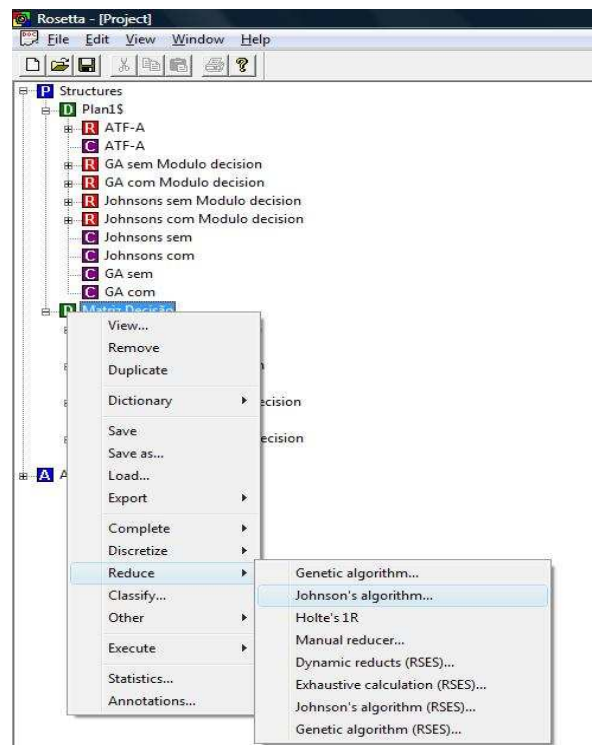 Rosetta - [Project]
File Edit View Window Help
P Structures
D Plan1$
R ATF-A
C ATF-A
R GA sem Modulo decision
R GA com Modulo decision
R Johnsons sem Modulo decision
R Johnsons com Modulo decision
C Johnsons sem
C Johnsons com
C GA sem
C GA com
D Matriz Decisão
View...
Remove
Duplicate
Dictionary
ecision
Save
ecision
Save as...
A A
Load...
Export
Complete
Discretize
Reduce
Classify...
Other
Execute
Statistics...
Annotations...
Genetic algorithm...
Johnson's algorithm...
Holte's 1R
Manual reducer...
Dynamic reducts (RSES)...
Exhaustive calculation (RSES)...
Johnson's algorithm (RSES)...
Genetic algorithm (RSES)...